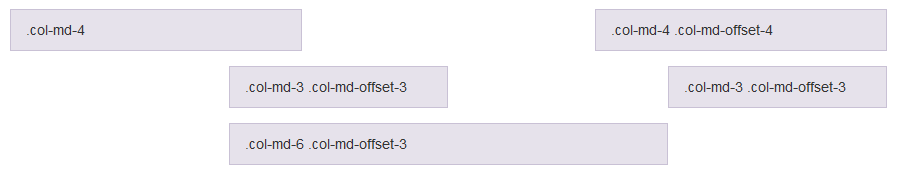 .col-md-4
.col-md-4 .col-md-offset-4
.col-md-3 .col-md-offset-3
.col-md-3 .col-md-offset-3
.col-md-6 .col-md-offset-3